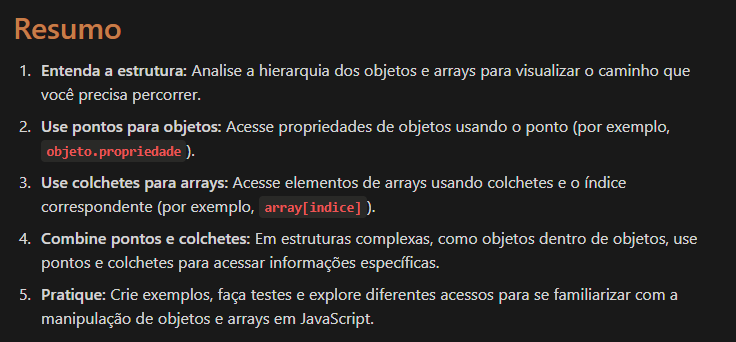 Resumo
1. Entenda a estrutura: Analise a hierarquia dos objetos e arrays para visualizar o caminho que
você precisa percorrer.
2. Use pontos para objetos: Acesse propriedades de objetos usando o ponto (por exemplo,
objeto.propriedade).
3. Use colchetes para arrays: Acesse elementos de arrays usando colchetes e o índice
correspondente (por exemplo, array[indice]).
4. Combine pontos e colchetes: Em estruturas complexas, como objetos dentro de objetos, use
pontos e colchetes para acessar informações específicas.
5. Pratique: Crie exemplos, faça testes e explore diferentes acessos para se familiarizar com a
manipulação de objetos e arrays em JavaScript.